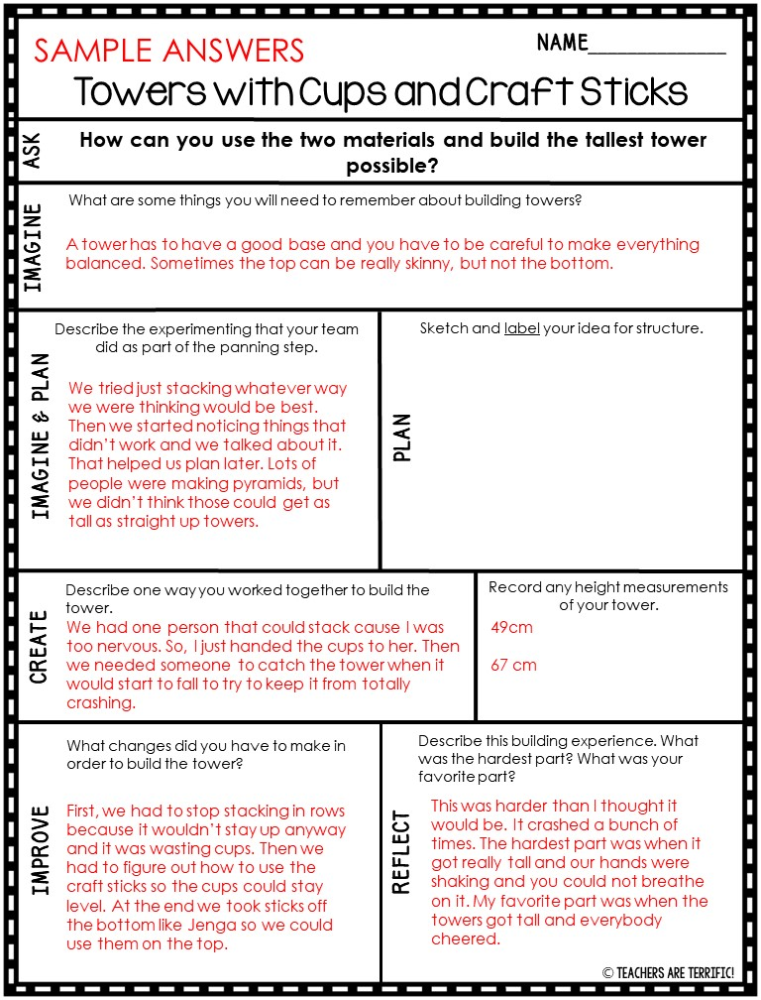 SAMPLE ANSWERS
NAME_______________
Towers with Cups and Craft Sticks
ASK
How can you use the two materials and build the tallest tower
possible?
IMAGINE
What are some things you will need to remember about building towers?
A tower has to have a good base and you have to be careful to make everything
balanced. Sometimes the top can be really skinny, but not the bottom.
IMAGINE & PLAN
Describe the experimenting that your team
did as part of the panning step.
We tried just stacking whatever way
we were thinking would be best.
Then we started noticing things that
didn't work and we talked about it.
That helped us plan later. Lots of
people were making pyramids, but
we didn't think those could get as
tall as straight up towers.
PLAN
Sketch and label your idea for structure.
CREATE
Describe one way you worked together to build the
tower.
We had one person that could stack cause I was
too nervous. So, I just handed the cups to her. Then
we needed someone to catch the tower when it
would start to fall to try to keep it from totally
crashing.
Record any height measurements
of your tower.
49cm
67 cm
IMPROVE
What changes did you have to make in
order to build the tower?
First, we had to stop stacking in rows
because it wouldn't stay up anyway
and it was wasting cups. Then we
had to figure out how to use the
craft sticks so the cups could stay
level. At the end we took sticks off
the bottom like Jenga so we could
use them on the top.
REFLECT
Describe this building experience. What
was the hardest part? What was your
favorite part?
This was harder than I thought it
would be. It crashed a bunch of
times. The hardest part was when it
got really tall and our hands were
shaking and you could not breathe
on it. My favorite part was when the
towers got tall and everybody
cheered.
© TEACHERS ARE TERRIFIC!